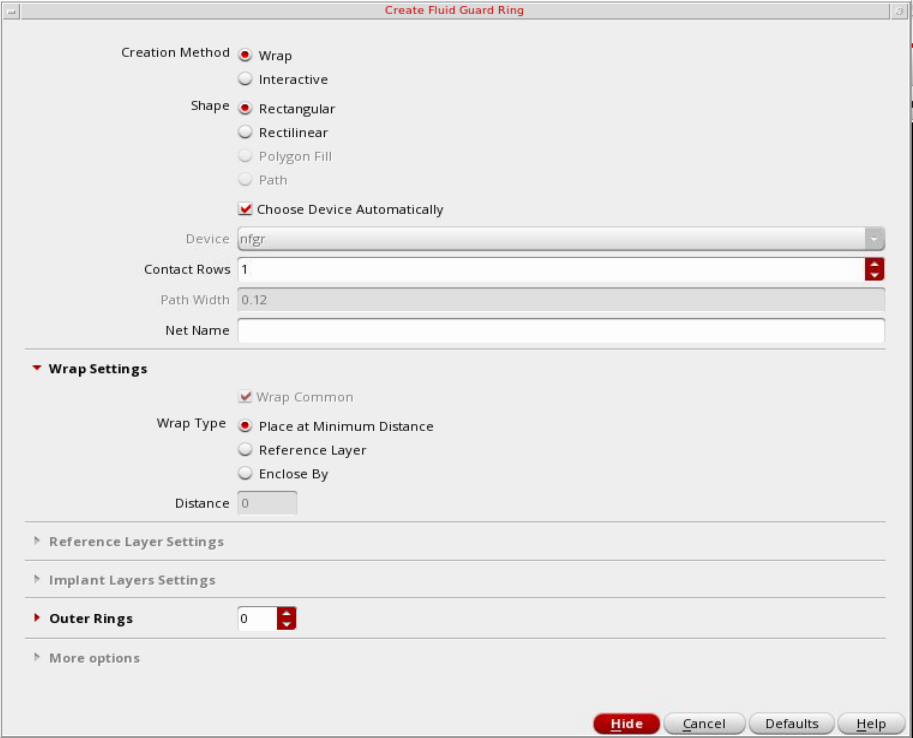 Create Fluid Guard Ring
Creation Method Wrap
Interactive
Shape Rectangular
Rectilinear
Polygon Fill
Path
Choose Device Automatically
Device nfgr
Contact Rows 1
Path Width 0.12
Net Name
Wrap Settings
Wrap Common
Wrap Type Place at Minimum Distance
Reference Layer
Enclose By
Distance 0
Reference Layer Settings
Implant Layers Settings
Outer Rings 0
More options
Hide Cancel Defaults Help